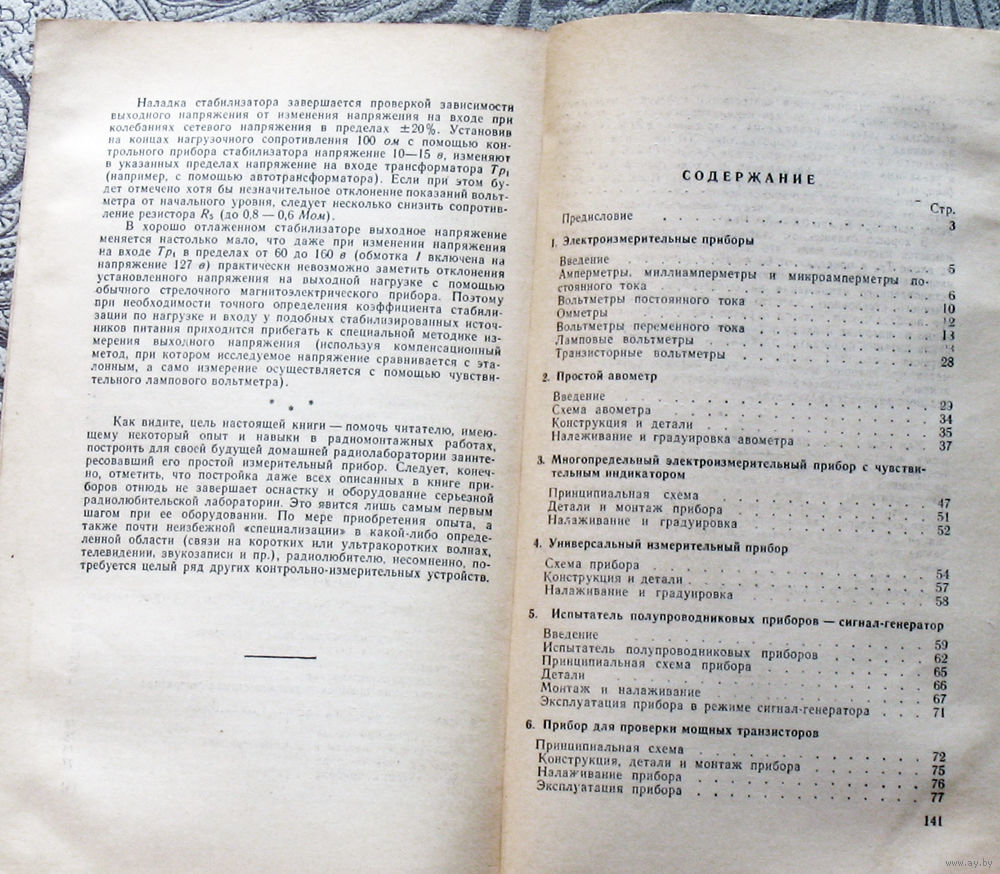 Наладка стабилизатора завершается проверкой зависимости
выходного напряжения от изменения напряжения на входе при
колебаниях сетевого напряжения в пределах ±20%. Установив
на концах нагрузочного сопротивления 100 ом с помощью кон-
трольного прибора стабилизатора напряжение 10—15 в, изменяют
в указанных пределах напряжение на входе трансформатора Тр₁
(например, с помощью автотрансформатора). Если при этом бу-
дет отмечено хотя бы незначительное отклонение показаний вольт-
метра от начального уровня, следует несколько снизить сопротив-
ление резистора R₅ (до 0,8 — 0,6 Мом).
В хорошо отлаженном стабилизаторе выходное напряжение
меняется настолько мало, что даже при изменении напряжения
на входе Тр₁ в пределах от 60 до 160 в (обмотка I включена на
напряжение 127 в) практически невозможно заметить отклонения
установленного напряжения на выходной нагрузке с помощью
обычного стрелочного магнитоэлектрического прибора. Поэтому
при необходимости точного определения коэффициента стабили-
зации по нагрузке и входу у подобных стабилизированных источ-
ников питания приходится прибегать к специальной методике из-
мерения выходного напряжения (используя компенсационный
метод, при котором исследуемое напряжение сравнивается с эта-
лонным, а само измерение осуществляется с помощью чувстви-
тельного лампового вольтметра).
* * *
Как видите, цель настоящей книги — помочь читателю, имею-
щему некоторый опыт и навыки в радиомонтажных работах,
построить для своей будущей домашней радиолаборатории заинте-
ресовавший его простой измерительный прибор. Следует, конеч-
но, отметить, что постройка даже всех описанных в книге при-
боров отнюдь не завершает оснастку и оборудование серьезной
радиолюбительской лаборатории. Это явится лишь самым первым
шагом при ее оборудовании. По мере приобретения опыта, а
также почти неизбежной «специализации» в какой-либо опреде-
ленной области (связи на коротких или ультракоротких волнах,
телевидении, звукозаписи и пр.), радиолюбителю, несомненно, по-
требуется целый ряд других контрольно-измерительных устройств.
СОДЕРЖАНИЕ
Стр.
Предисловие 3
1. Электроизмерительные приборы
Введение 5
Амперметры, миллиамперметры и микроамперметры по-
стоянного тока 6
Вольтметры постоянного тока 10
Омметры 12
Вольтметры переменного тока 13
Ламповые вольтметры
Транзисторные вольтметры 28
2. Простой авометр
Введение 29
Схема авометра 34
Конструкция и детали 35
Налаживание и градуировка авометра 37
3. Многопредельный электроизмерительный прибор с чувстви-
тельным индикатором
Принципиальная схема 47
Детали и монтаж прибора 51
Налаживание и градуировка 52
4. Универсальный измерительный прибор
Схема прибора 54
Конструкция и детали 57
Налаживание и градуировка 58
5. Испытатель полупроводниковых приборов — сигнал-генератор
Введение 59
Испытатель полупроводниковых приборов 62
Принципиальная схема прибора 65
Детали 66
Монтаж и налаживание 67
Эксплуатация прибора в режиме сигнал-генератора 71
6. Прибор для проверки мощных транзисторов
Принципиальная схема 72
Конструкция, детали и монтаж прибора 75
Налаживание прибора 76
Эксплуатация прибора 77
141
www.ay.by